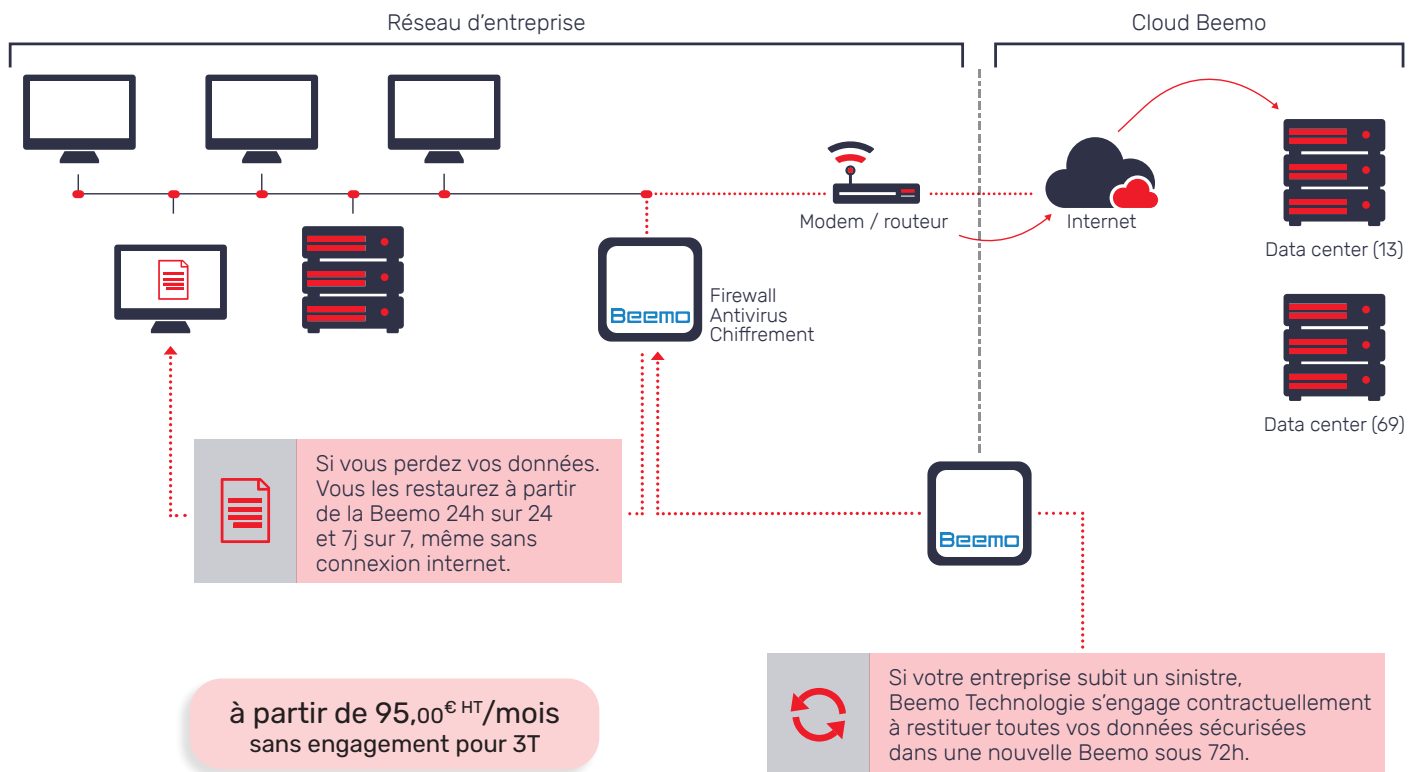 Réseau d'entreprise
Cloud Beemo
Modem / routeur
Internet
Data center (13)
Beemo
Firewall
Antivirus
Chiffrement
Data center (69)
Si vous perdez vos données.
Vous les restaurez à partir
de la Beemo 24h sur 24
et 7j sur 7, même sans
connexion internet.
Beemo
à partir de 95,00€ HT/mois
sans engagement pour 3T
Si votre entreprise subit un sinistre,
Beemo Technologie s'engage contractuellement
à restituer toutes vos données sécurisées
dans une nouvelle Beemo sous 72h.